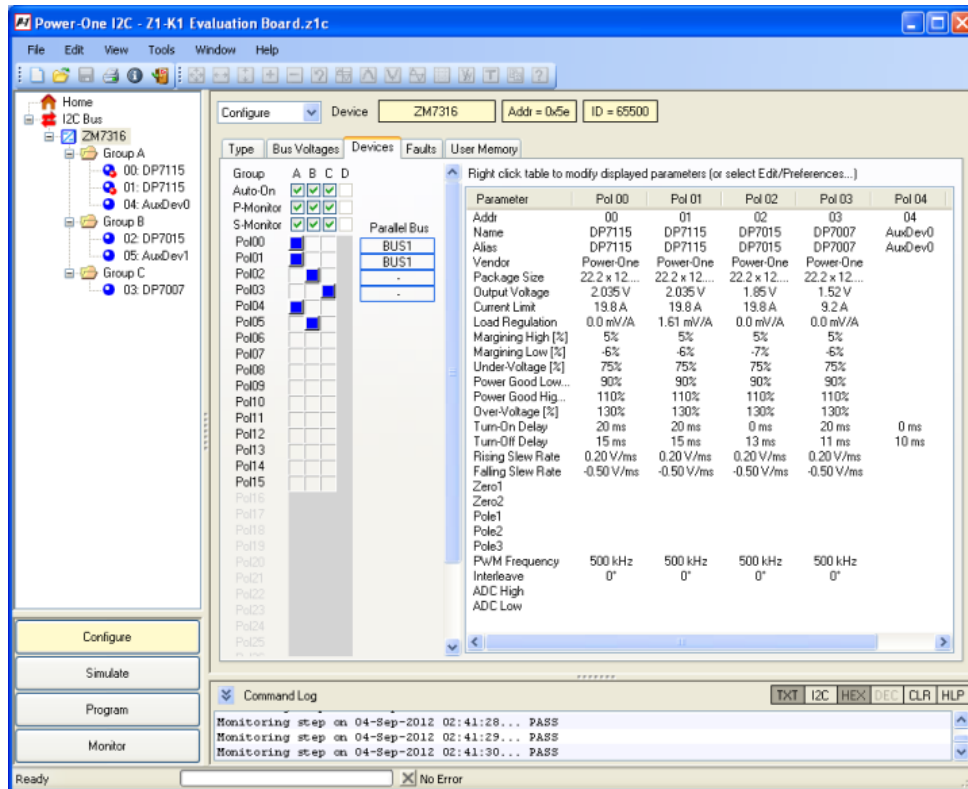 Power-One I2C - Z1-K1 Evaluation Board.z1c
File Edit View Tools Window Help
Home
I2C Bus
ZM7316
Group A
00: DP7115
01: DP7115
04: AuxDev0
Group B
02: DP7015
05: AuxDev1
Group C
03: DP7007
Configure
Simulate
Program
Monitor
Configure Device ZM7316 Addr = 0x5e ID = 65500
Type Bus Voltages Devices Faults User Memory
Group A B C D
Auto-On
P-Monitor
S-Monitor Parallel Bus
Pol00 BUS1
Pol01 BUS1
Pol02 -
Pol03 -
Pol04
Pol05
Pol06
Pol07
Pol08
Pol09
Pol10
Pol11
Pol12
Pol13
Pol14
Pol15
Pol16
Pol17
Pol18
Pol19
Pol20
Pol21
Pol22
Pol23
Pol24
Pol25
Right click table to modify displayed parameters (or select Edit/Preferences...)
Parameter Pol 00 Pol 01 Pol 02 Pol 03 Pol 04
Addr 00 01 02 03 04
Name DP7115 DP7115 DP7015 DP7007 AuxDev0
Alias DP7115 DP7115 DP7015 DP7007 AuxDev0
Vendor Power-One Power-One Power-One Power-One
Package Size 22.2 x 12.... 22.2 x 12.... 22.2 x 12.... 22.2 x 12....
Output Voltage 2.035 V 2.035 V 1.85 V 1.52 V
Current Limit 19.8 A 19.8 A 19.8 A 9.2 A
Load Regulation 0.0 mV/A 1.61 mV/A 0.0 mV/A 0.0 mV/A
Margining High [%] 5% 5% 5% 5%
Margining Low [%] -6% -6% -7% -6%
Under-Voltage [%] 75% 75% 75% 75%
Power Good Low... 90% 90% 90% 90%
Power Good Hig... 110% 110% 110% 110%
Over-Voltage [%] 130% 130% 130% 130%
Turn-On Delay 20 ms 20 ms 0 ms 20 ms 0 ms
Turn-Off Delay 15 ms 15 ms 13 ms 11 ms 10 ms
Rising Slew Rate 0.20 V/ms 0.20 V/ms 0.20 V/ms 0.20 V/ms
Falling Slew Rate -0.50 V/ms -0.50 V/ms -0.50 V/ms -0.50 V/ms
Zero1
Zero2
Pole1
Pole2
Pole3
PWM Frequency 500 kHz 500 kHz 500 kHz 500 kHz
Interleave 0° 0° 0° 0°
ADC High
ADC Low
Command Log TXT I2C HEX DEC CLR HLP
Monitoring step on 04-Sep-2012 02:41:28... PASS
Monitoring step on 04-Sep-2012 02:41:29... PASS
Monitoring step on 04-Sep-2012 02:41:30... PASS
Ready No Error